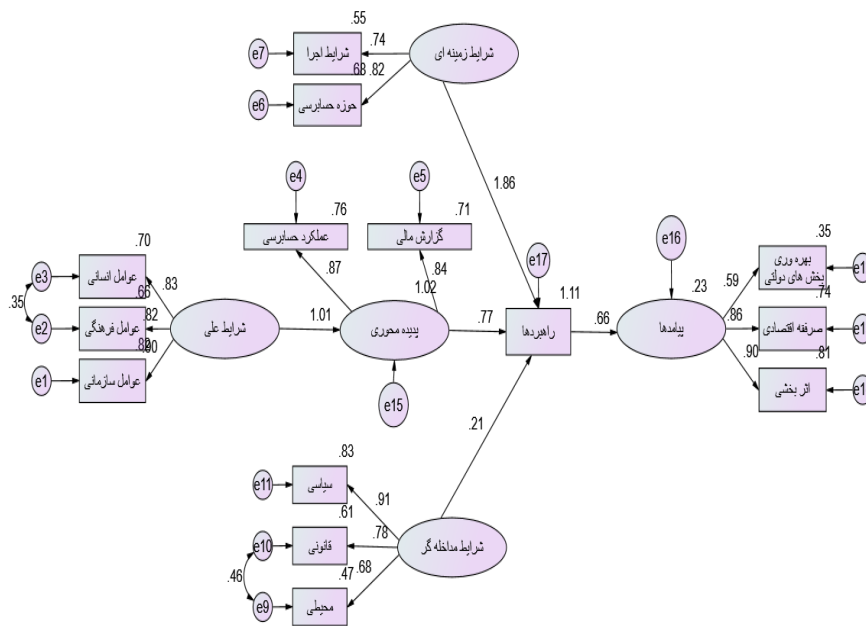 .55
e7
شرایط اجرا
.74
شرایط زمینه ای
.68
.82
e6
حوزه حسابرسی
e4
e5
.76
.71
عملکرد حسابرسی
گزارش مالی
1.86
.87
.84
1.02
e17
e16
.70
e3
عوامل انسانی
.83
.35
.66
e2
عوامل فرهنگی
.82
شرایط علی
1.01
پدیده محوری
.77
1.11
راهبردها
.66
.23
پیامدها
.35
بهره وری
بخش های دولتی
e1
.59
.74
.86
صرفه اقتصادی
e1
.81
.90
اثر بخشی
e1
.90
e1
عوامل سازمانی
e15
.21
.83
e11
سیاسی
.91
.61
e10
قانونی
.78
شرایط مداخله گر
.46
.47
.68
e9
محیطی